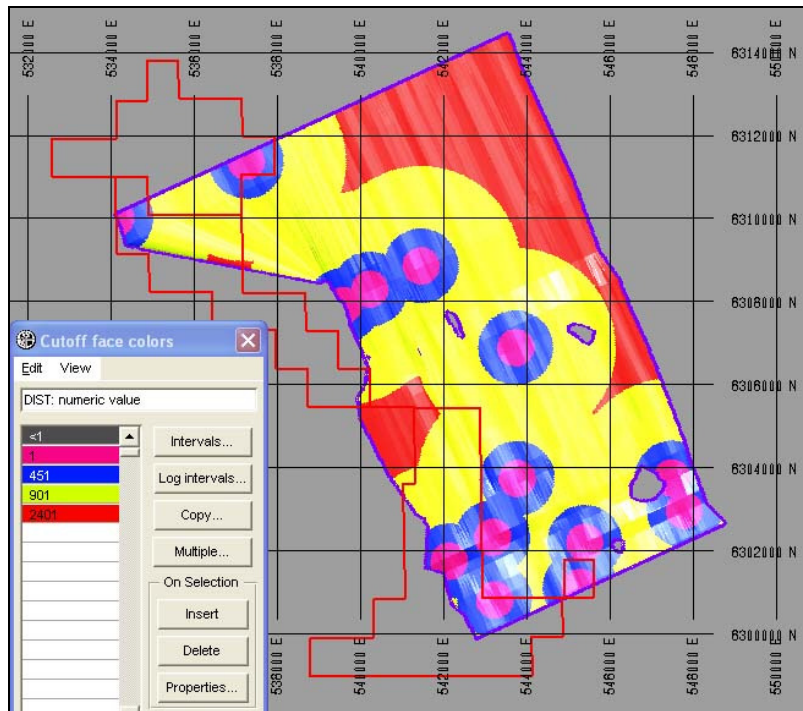 532000 E
534000 E
536000 E
538000 E
540000 E
542000 E
544000 E
546000 E
548000 E
550000 E
6314000 N
6312000 N
6310000 N
6308000 N
6306000 N
6304000 N
6302000 N
6300000 N
Cutoff face colors
Edit View
DIST: numeric value
<1
1
451
901
2401
Intervals...
Log intervals...
Copy...
Multiple...
On Selection
Insert
Delete
Properties...
538000 E
540000 E
542000 E
544000 E
546000 E
548000 E
550000 E